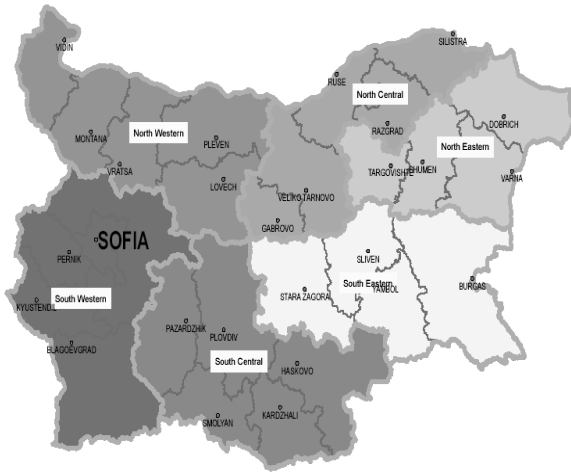 VIDIN
SILISTRA
RUSE
North Central
DOBRICH
MONTANA
North Western
PLEVEN
RAZGRAD
North Eastern
VRATSA
LOVECH
TARGOVISHTE
SHUMEN
VARNA
VELIKO TARNOVO
GABROVO
SOFIA
PERNIK
SLIVEN
South Eastern
BURGAS
KYUSTENDIL
South Western
STARA ZAGORA
YAMBOL
PAZARDZHIK
PLOVDIV
BLAGOEVGRAD
South Central
HASKOVO
SMOLYAN
KARDZHALI